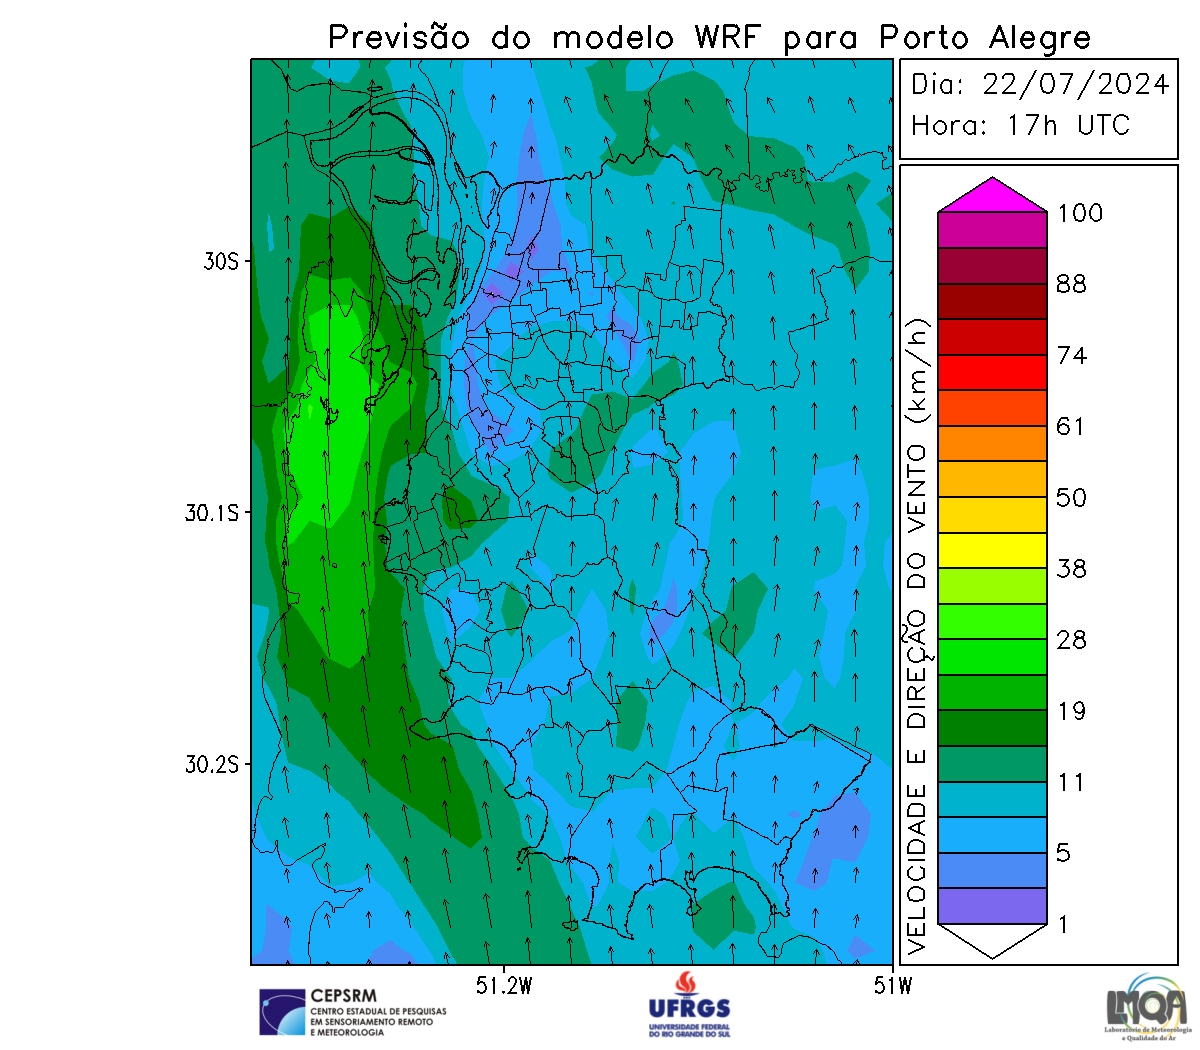 Previsão do modelo WRF para Porto Alegre
Dia: 22/07/2024
Hora: 17h UTC
30S
30.1S
30.2S
51.2W
51W
VELOCIDADE E DIREÇÃO DO VENTO (km/h)
100
88
74
61
50
38
28
19
11
5
1
CEPSRM
CENTRO ESTADUAL DE PESQUISAS
EM SENSORIAMENTO REMOTO
E METEOROLOGIA
UFRGS
UNIVERSIDADE FEDERAL
DO RIO GRANDE DO SUL
LMQA
Laboratório de Meteorologia
e Qualidade do Ar